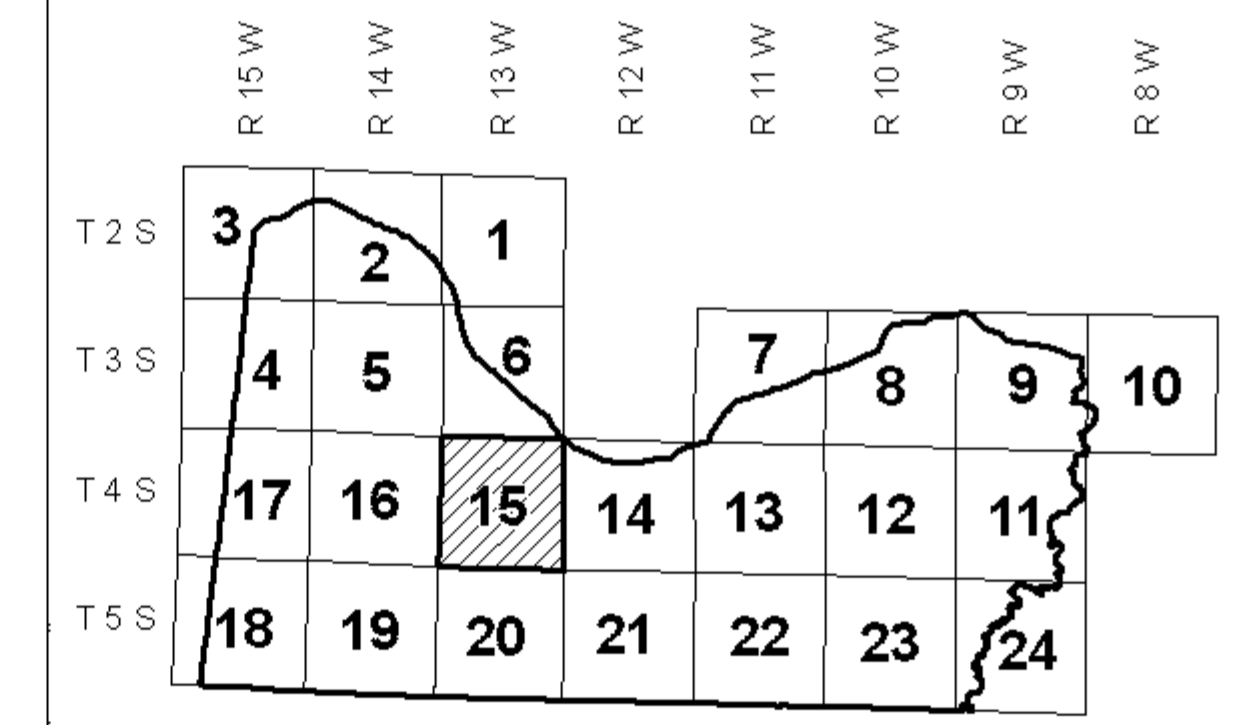 R 15 W R 14 W R 13 W R 12 W R 11 W R 10 W R 9 W R 8 W
T 2 S 3 2 1
T 3 S 4 5 6 7 8 9 10
T 4 S 17 16 15 14 13 12 11
T 5 S 18 19 20 21 22 23 24